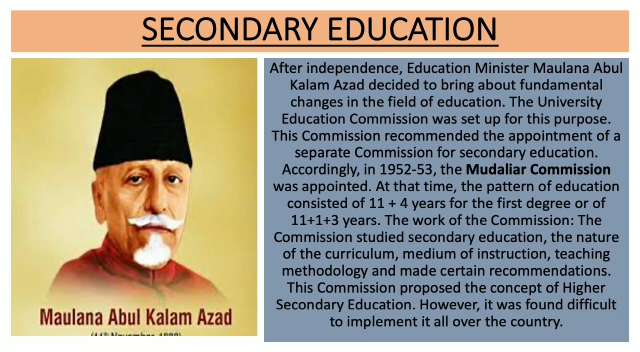 SECONDARY EDUCATION
After independence, Education Minister Maulana Abul
Kalam Azad decided to bring about fundamental
changes in the field of education. The University
Education Commission was set up for this purpose.
This Commission recommended the appointment of a
separate Commission for secondary education.
Accordingly, in 1952-53, the Mudaliar Commission
was appointed. At that time, the pattern of education
consisted of 11 + 4 years for the first degree or of
11+1+3 years. The work of the Commission: The
Commission studied secondary education, the nature
of the curriculum, medium of instruction, teaching
methodology and made certain recommendations.
This Commission proposed the concept of Higher
Secondary Education. However, it was found difficult
to implement it all over the country.
Maulana Abul Kalam Azad